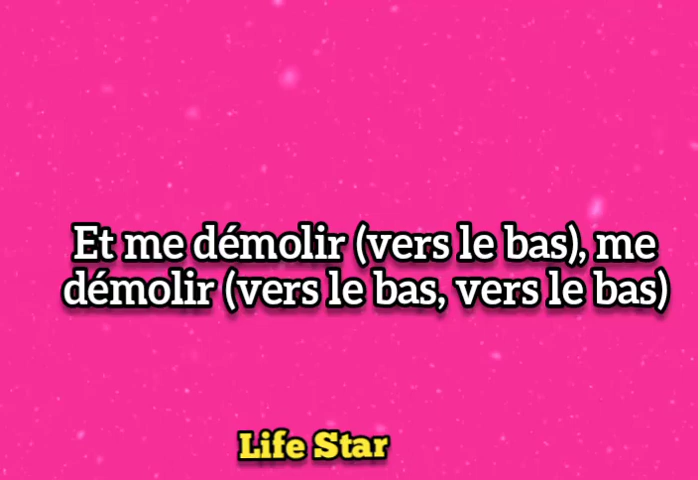 Et me démolir (vers le bas), me
démolir (vers le bas, vers le bas)
Life Star